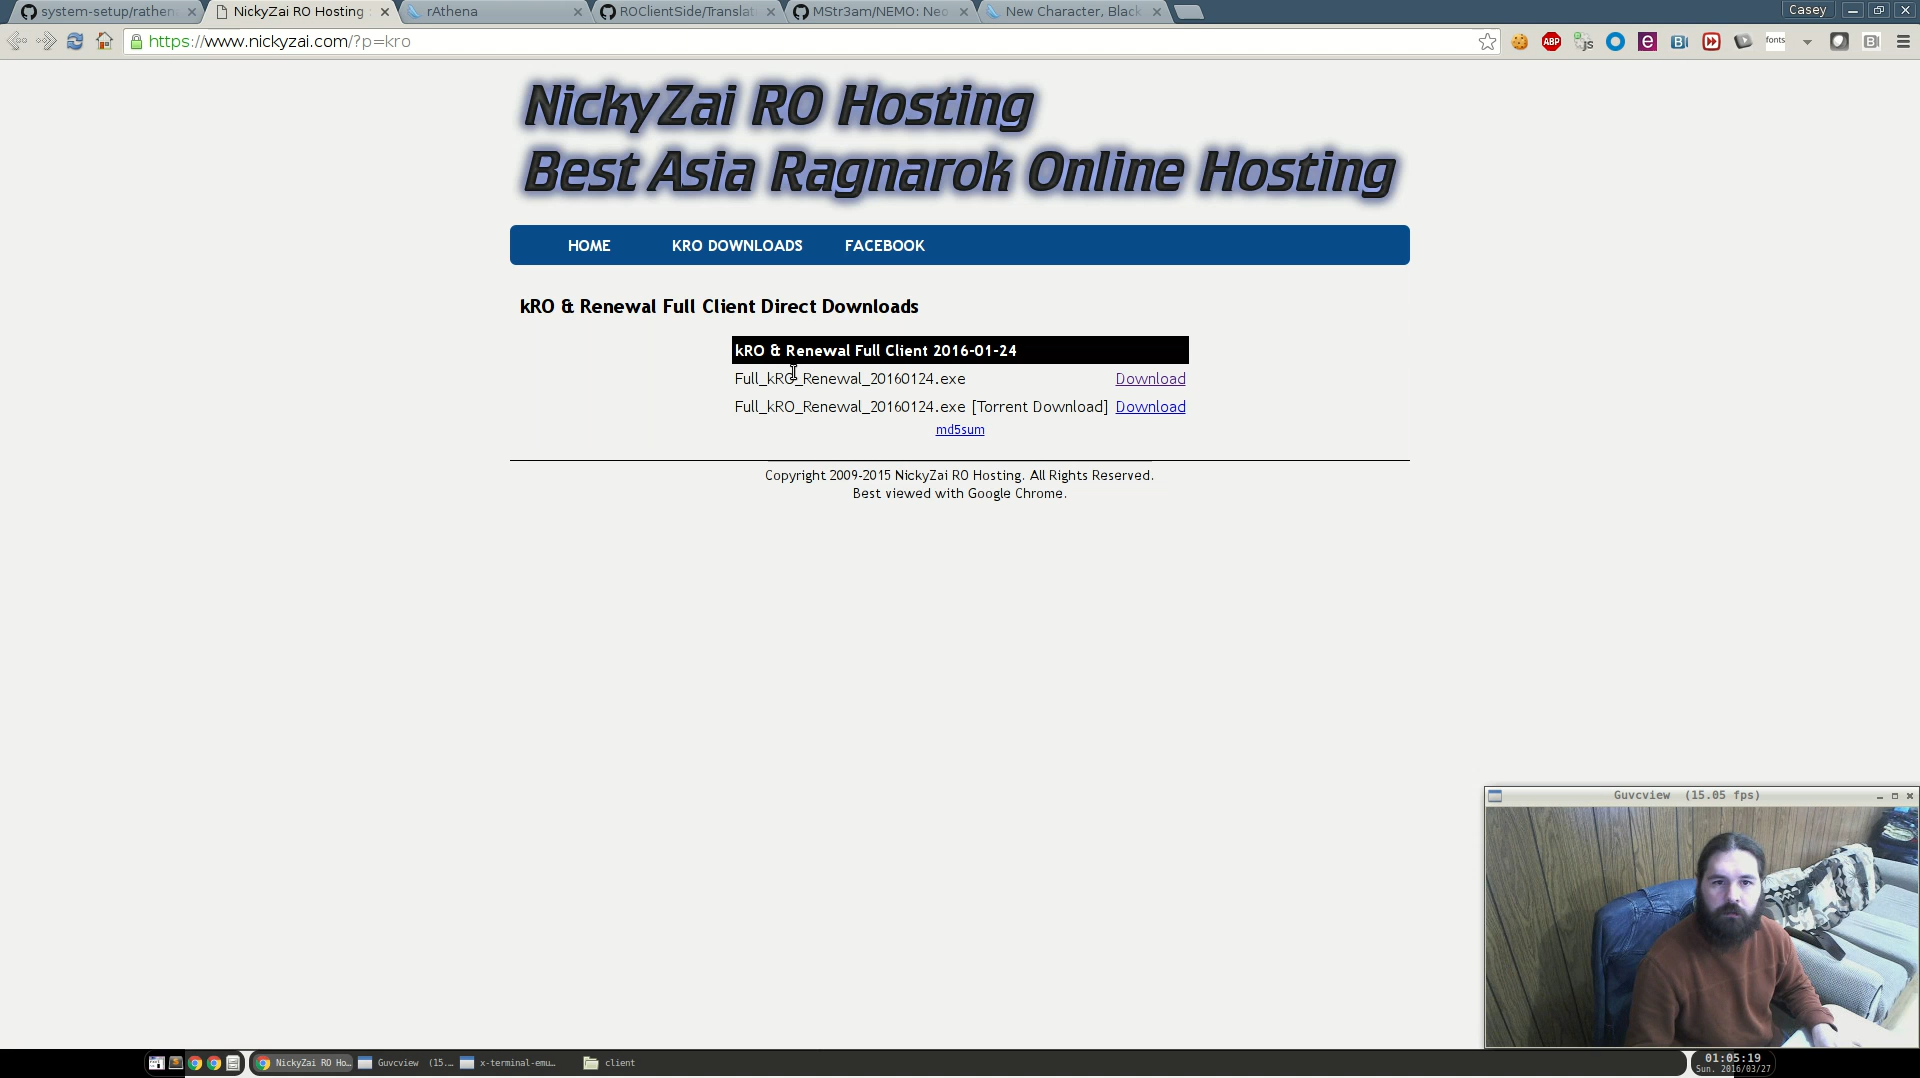 system-setup/rathen
NickyZai RO Hosting
rAthena
ROClientSide/Translat
MStr3am/NEMO: Neo
New Character, Black
Casey
https://www.nickyzai.com/?p=kro
ABP
js
fonts
NickyZai RO Hosting
Best Asia Ragnarok Online Hosting
HOME KRO DOWNLOADS FACEBOOK
kRO & Renewal Full Client Direct Downloads
kRO & Renewal Full Client 2016-01-24
Full_kRO_Renewal_20160124.exe Download
Full_kRO_Renewal_20160124.exe [Torrent Download] Download
md5sum
Copyright 2009-2015 NickyZai RO Hosting. All Rights Reserved.
Best viewed with Google Chrome.
Guvcview (15.05 fps)
NickyZai RO Ho...
Guvcview (15....
x-terminal-emu...
client
01:05:19
Sun. 2016/03/27